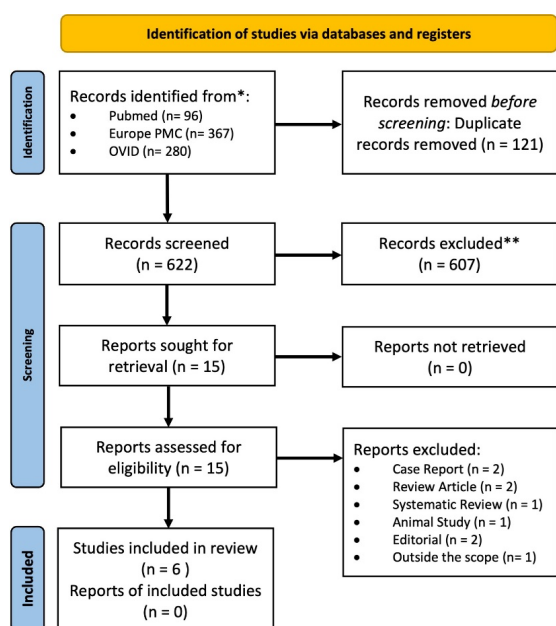 Identification of studies via databases and registers
Identification
Records identified from*:
• Pubmed (n= 96)
• Europe PMC (n= 367)
• OVID (n= 280)
Records removed before
screening: Duplicate
records removed (n = 121)
Screening
Records screened
(n = 622)
Records excluded**
(n = 607)
Reports sought for
retrieval (n = 15)
Reports not retrieved
(n = 0)
Reports assessed for
eligibility (n = 15)
Reports excluded:
• Case Report (n = 2)
• Review Article (n = 2)
• Systematic Review (n = 1)
• Animal Study (n = 1)
• Editorial (n = 2)
• Outside the scope (n= 1)
Included
Studies included in review
(n = 6 )
Reports of included studies
(n = 0)